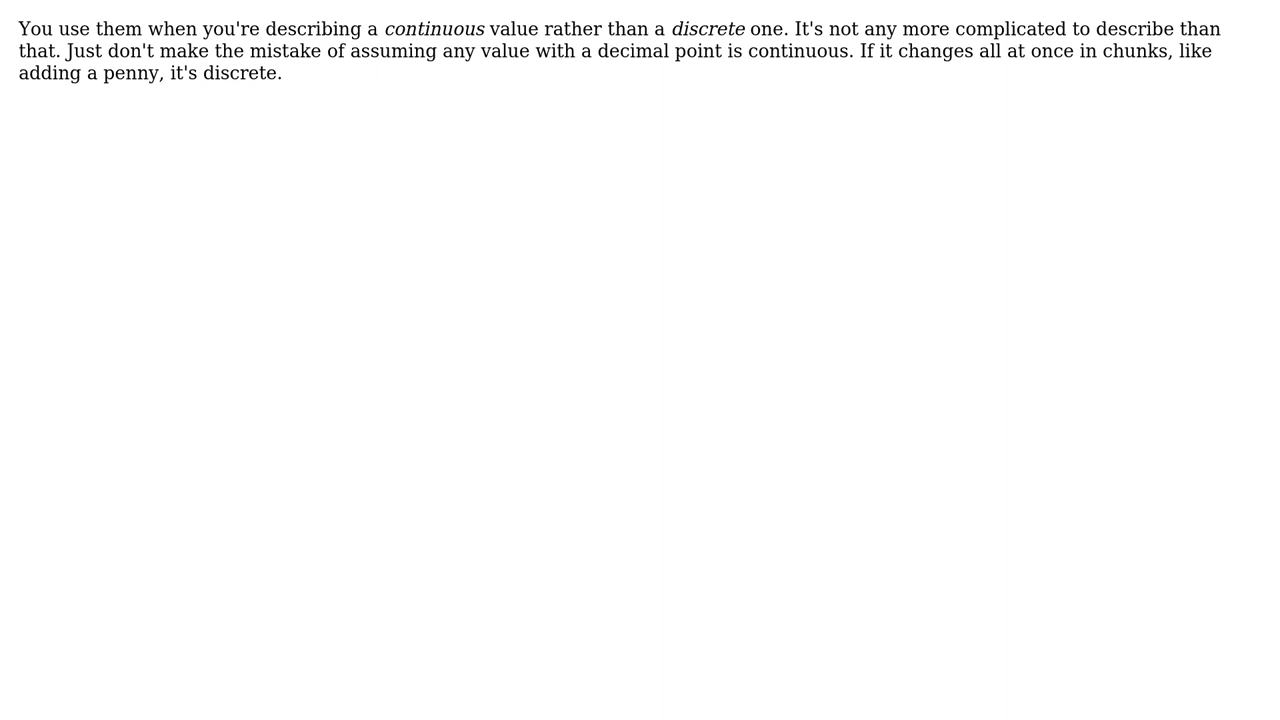 You use them when you're describing a continuous value rather than a discrete one. It's not any more complicated to describe than
that. Just don't make the mistake of assuming any value with a decimal point is continuous. If it changes all at once in chunks, like
adding a penny, it's discrete.